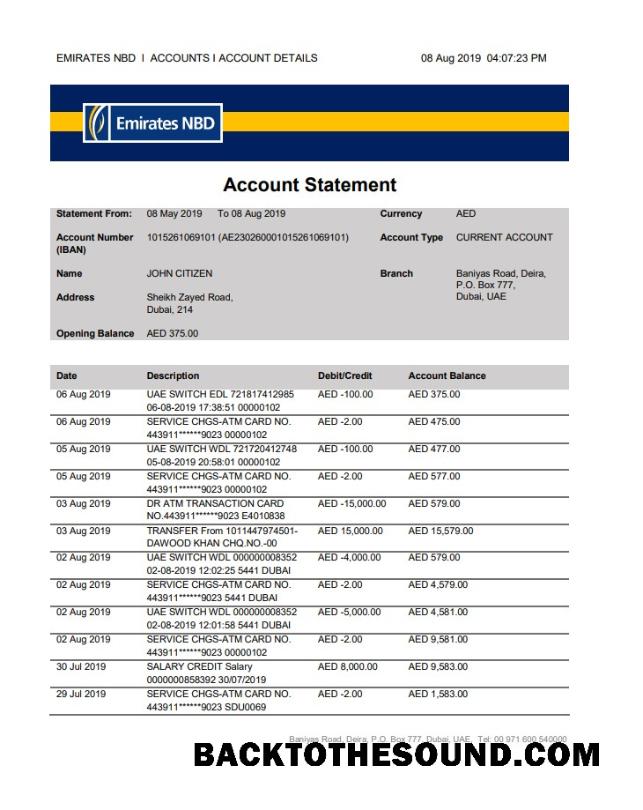 EMIRATES NBD I ACCOUNTS I ACCOUNT DETAILS 08 Aug 2019 04:07:23 PM
Emirates NBD
Account Statement
Statement From: 08 May 2019 To 08 Aug 2019 Currency AED
Account Number 1015261069101 (AE230260001015261069101) Account Type CURRENT ACCOUNT
(IBAN)
Name JOHN CITIZEN Branch Baniyas Road, Deira,
P.O. Box 777,
Address Sheikh Zayed Road, Dubai, UAE
Dubai, 214
Opening Balance AED 375.00
Date Description Debit/Credit Account Balance
06 Aug 2019 UAE SWITCH EDL 721817412985 AED -100.00 AED 375.00
06-08-2019 17:38:51 00000102
06 Aug 2019 SERVICE CHGS-ATM CARD NO. AED -2.00 AED 475.00
443911******9023 00000102
05 Aug 2019 UAE SWITCH WDL 721720412748 AED -100.00 AED 477.00
05-08-2019 20:58:01 00000102
05 Aug 2019 SERVICE CHGS-ATM CARD NO. AED -2.00 AED 577.00
443911******9023 00000102
03 Aug 2019 DR ATM TRANSACTION CARD AED -15,000.00 AED 579.00
NO.443911******9023 E4010838
03 Aug 2019 TRANSFER From 1011447974501- AED 15,000.00 AED 15,579.00
DAWOOD KHAN CHQ.NO.-00
02 Aug 2019 UAE SWITCH WDL 000000008352 AED -4,000.00 AED 579.00
02-08-2019 12:02:25 5441 DUBAI
02 Aug 2019 SERVICE CHGS-ATM CARD NO. AED -2.00 AED 4,579.00
443911******9023 5441 DUBAI
02 Aug 2019 UAE SWITCH WDL 000000008352 AED -5,000.00 AED 4,581.00
02-08-2019 12:01:58 5441 DUBAI
02 Aug 2019 SERVICE CHGS-ATM CARD NO. AED -2.00 AED 9,581.00
443911******9023 00000102
30 Jul 2019 SALARY CREDIT Salary AED 8,000.00 AED 9,583.00
0000000858392 30/07/2019
29 Jul 2019 SERVICE CHGS-ATM CARD NO. AED -2.00 AED 1,583.00
443911******9023 SDU0069
Baniyas Road, Deira, P.O. Box 777, Dubai, UAE, Tel: 00 971 600 540000
BACKTOTHESOUND.COM